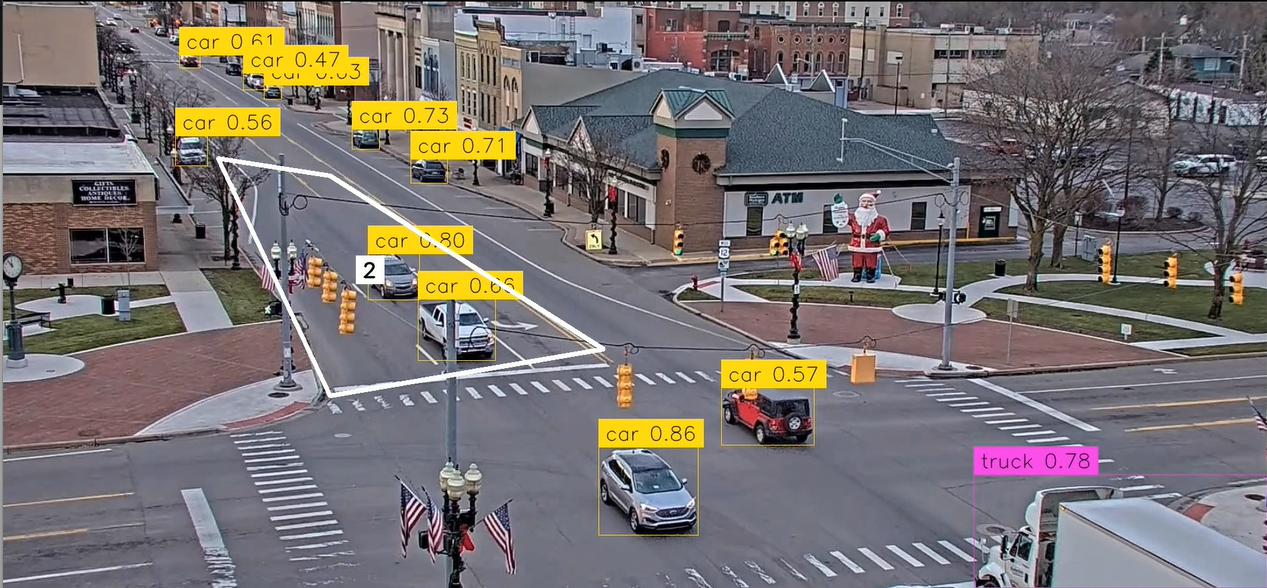 car 0.61
car 0.47
car 0.56
car 0.73
car 0.71
GIFTS
COLLECTIBLES
ANTIQUES
HOME DECOR
ATM
car 0.80
2
car 0.66
car 0.57
car 0.86
truck 0.78